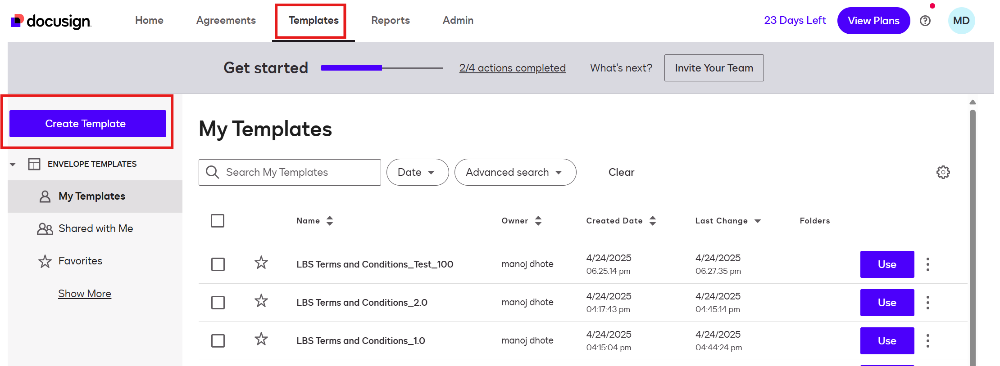 docusign
Home Agreements Templates Reports Admin 23 Days Left View Plans MD
Get started 2/4 actions completed What's next? Invite Your Team
Create Template
ENVELOPE TEMPLATES
My Templates
Shared with Me
Favorites
Show More
My Templates
Search My Templates Date Advanced search Clear
Name Owner Created Date Last Change Folders
LBS Terms and Conditions_Test_100 manoj dhote 4/24/2025 4/24/2025 Use
06:25:14 pm 06:27:35 pm
LBS Terms and Conditions_2.0 manoj dhote 4/24/2025 4/24/2025 Use
04:17:43 pm 04:45:14 pm
LBS Terms and Conditions_1.0 manoj dhote 4/24/2025 4/24/2025 Use
04:15:04 pm 04:44:24 pm